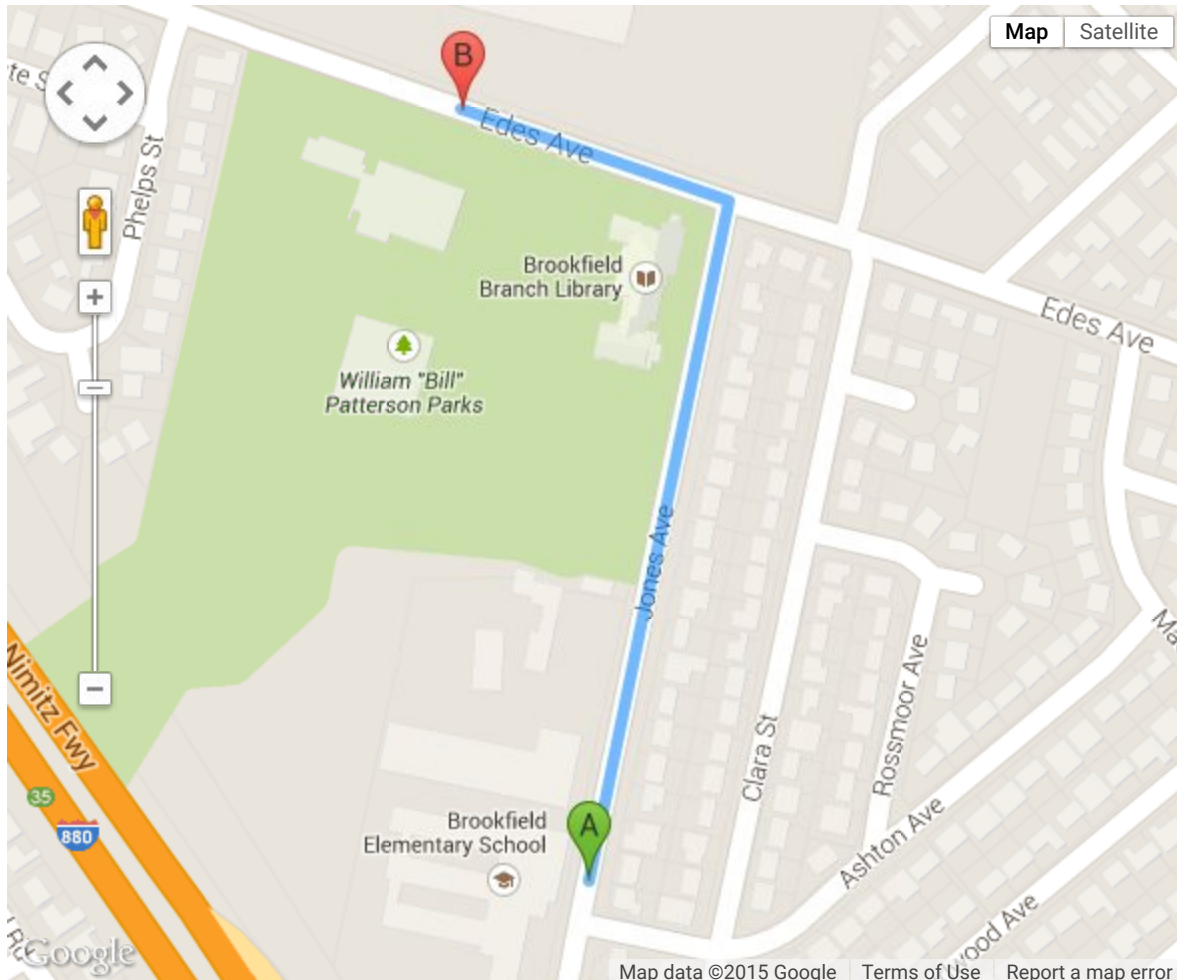 Map
Satellite
B
Edes Ave
Phelps St
Brookfield
Branch Library
Edes Ave
William "Bill"
Patterson Parks
Jones Ave
Nimitz Fwy
35
880
Clara St
Rossmoor Ave
Brookfield
Elementary School
A
Ashton Ave
wood Ave
Google
Map data ©2015 Google
Terms of Use
Report a map error